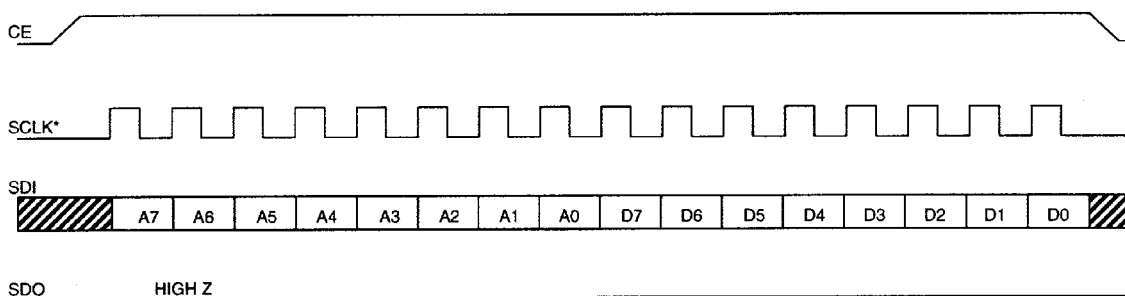 CE
SCLK*
SDI
A7 A6 A5 A4 A3 A2 A1 A0 D7 D6 D5 D4 D3 D2 D1 D0
SDO HIGH Z